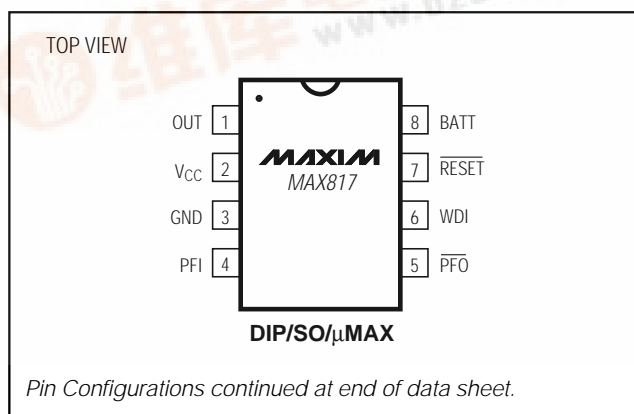 TOP VIEW
OUT 1
8 BATT
VCC 2
7 RESET
GND 3
6 WDI
PFI 4
5 PFO
MAXIM
MAX817
DIP/SO/μMAX
Pin Configurations continued at end of data sheet.